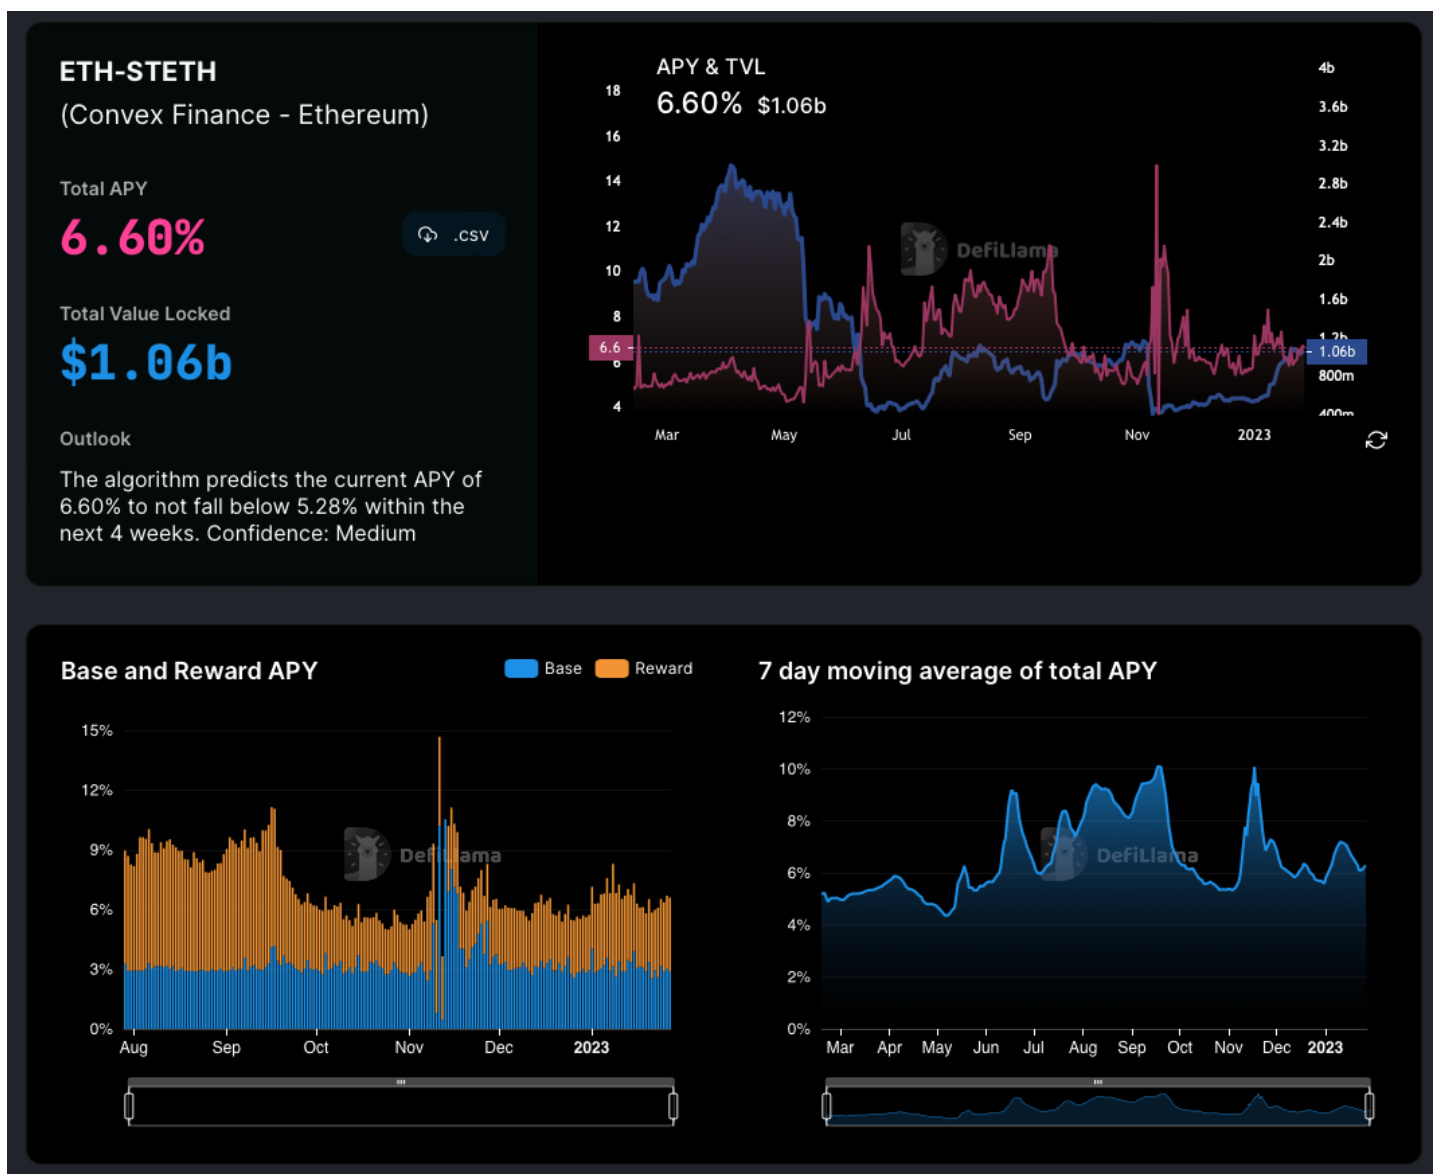 ETH-STETH
(Convex Finance - Ethereum)
Total APY
6.60%
.csv
Total Value Locked
$1.06b
Outlook
The algorithm predicts the current APY of
6.60% to not fall below 5.28% within the
next 4 weeks. Confidence: Medium
APY & TVL
6.60% $1.06b
18
16
14
12
10
8
6.6
6
4
4b
3.6b
3.2b
2.8b
2.4b
2b
1.6b
1.2b
1.06b
800m
400m
DefiLlama
Mar May Jul Sep Nov 2023
Base and Reward APY
Base Reward
15%
12%
9%
6%
3%
0%
DefiLlama
Aug Sep Oct Nov Dec 2023
7 day moving average of total APY
12%
10%
8%
6%
4%
2%
0%
DefiLlama
Mar Apr May Jun Jul Aug Sep Oct Nov Dec 2023